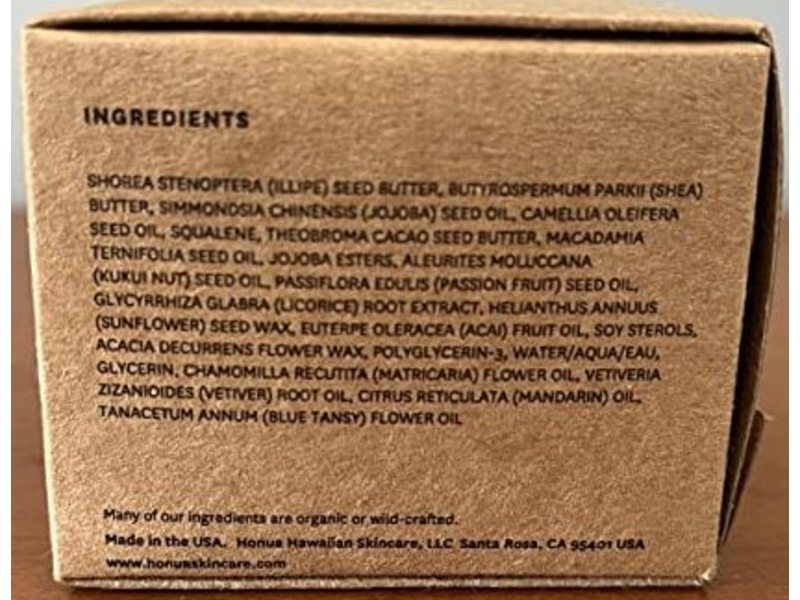 INGREDIENTS
SHOREA STENOPTERA (ILLIPE) SEED BUTTER, BUTYROSPERMUM PARKII (SHEA)
BUTTER, SIMMONDSIA CHINENSIS (JOJOBA) SEED OIL, CAMELLIA OLEIFERA
SEED OIL, SQUALENE, THEOBROMA CACAO SEED BUTTER, MACADAMIA
TERNIFOLIA SEED OIL, JOJOBA ESTERS, ALEURITES MOLUCCANA
(KUKUI NUT) SEED OIL, PASSIFLORA EDULIS (PASSION FRUIT) SEED OIL,
GLYCYRRHIZA GLABRA (LICORICE) ROOT EXTRACT, HELIANTHUS ANNUUS
(SUNFLOWER) SEED WAX, EUTERPE OLERACEA (ACAI) FRUIT OIL, SOY STEROLS,
ACACIA DECURRENS FLOWER WAX, POLYGLYCERIN-3, WATER/AQUA/EAU,
GLYCERIN, CHAMOMILLA RECUTITA (MATRICARIA) FLOWER OIL, VETIVERIA
ZIZANIOIDES (VETIVER) ROOT OIL, CITRUS RETICULATA (MANDARIN) OIL,
TANACETUM ANNUM (BLUE TANSY) FLOWER OIL
Many of our ingredients are organic or wild-crafted.
Made in the USA. Honua Hawaiian Skincare, LLC Santa Rosa, CA 95401 USA
www.honuaskincare.com